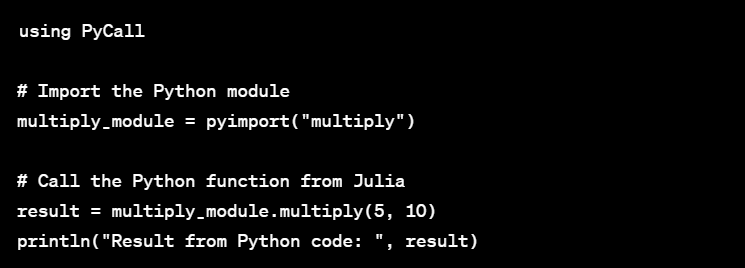 using PyCall
# Import the Python module
multiply_module = pyimport("multiply")
# Call the Python function from Julia
result = multiply_module.multiply(5, 10)
println("Result from Python code: ", result)